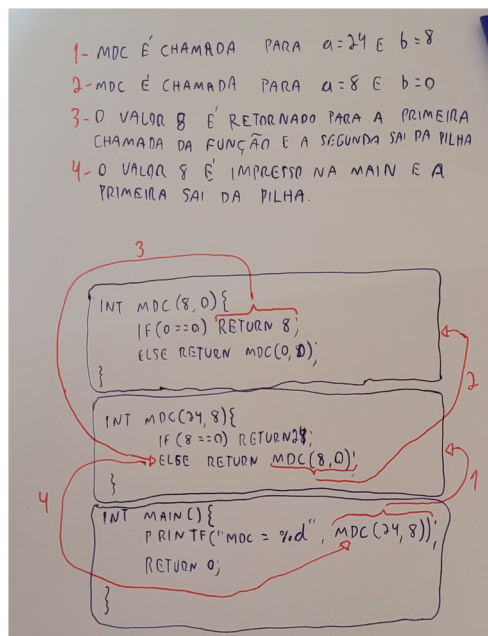 1- MDC É CHAMADA PARA a=24 E b=8
2- MDC É CHAMADA PARA a=8 E b=0
3- O VALOR 8 É RETORNADO PARA A PRIMEIRA
CHAMADA DA FUNÇÃO E A SEGUNDA SAI DA PILHA
4- O VALOR 8 É IMPRESSO NA MAIN E A
PRIMEIRA SAI DA PILHA.
3
INT MDC(8,0){
IF(0==0) RETURN 8;
ELSE RETURN MDC(0,0);
}
2
INT MDC(24,8){
IF(8==0) RETURN 24;
ELSE RETURN MDC(8,0);
}
1
4
INT MAIN(){
PRINTF("MDC = %d", MDC(24,8));
RETURN 0;
}